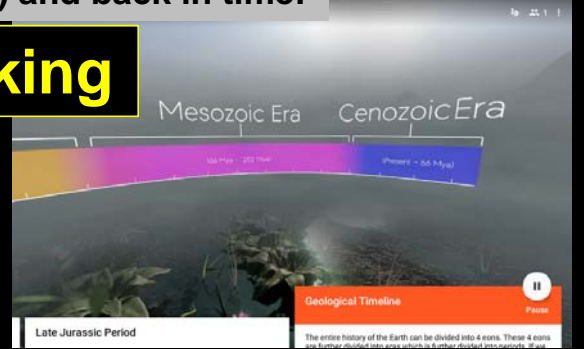 ) and back in time.
king
1
Mesozoic Era
Cenozoic Era
(Present - 66 Mya)
Geological Timeline
Pause
Late Jurassic Period
The entire history of the Earth can be divided into 4 eons. These 4 eons
are further divided into eras which is further divided into periods. If we